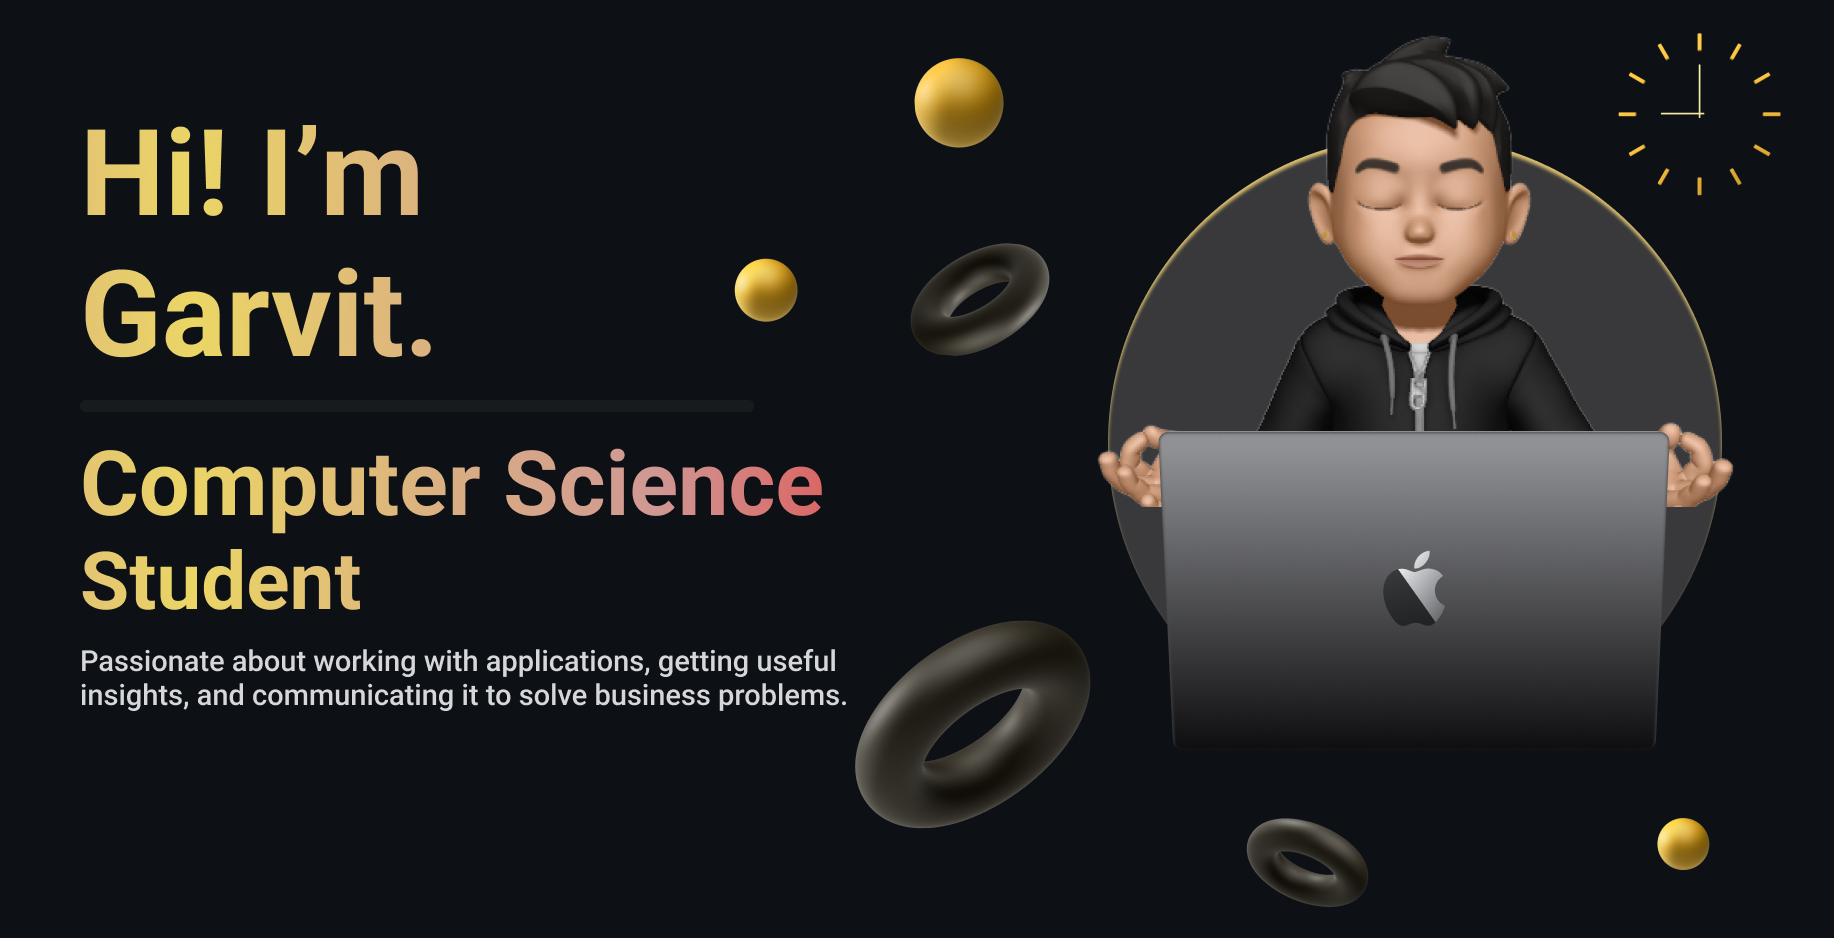 Hi! I’m
Garvit.
Computer Science
Student
Passionate about working with applications, getting useful
insights, and communicating it to solve business problems.